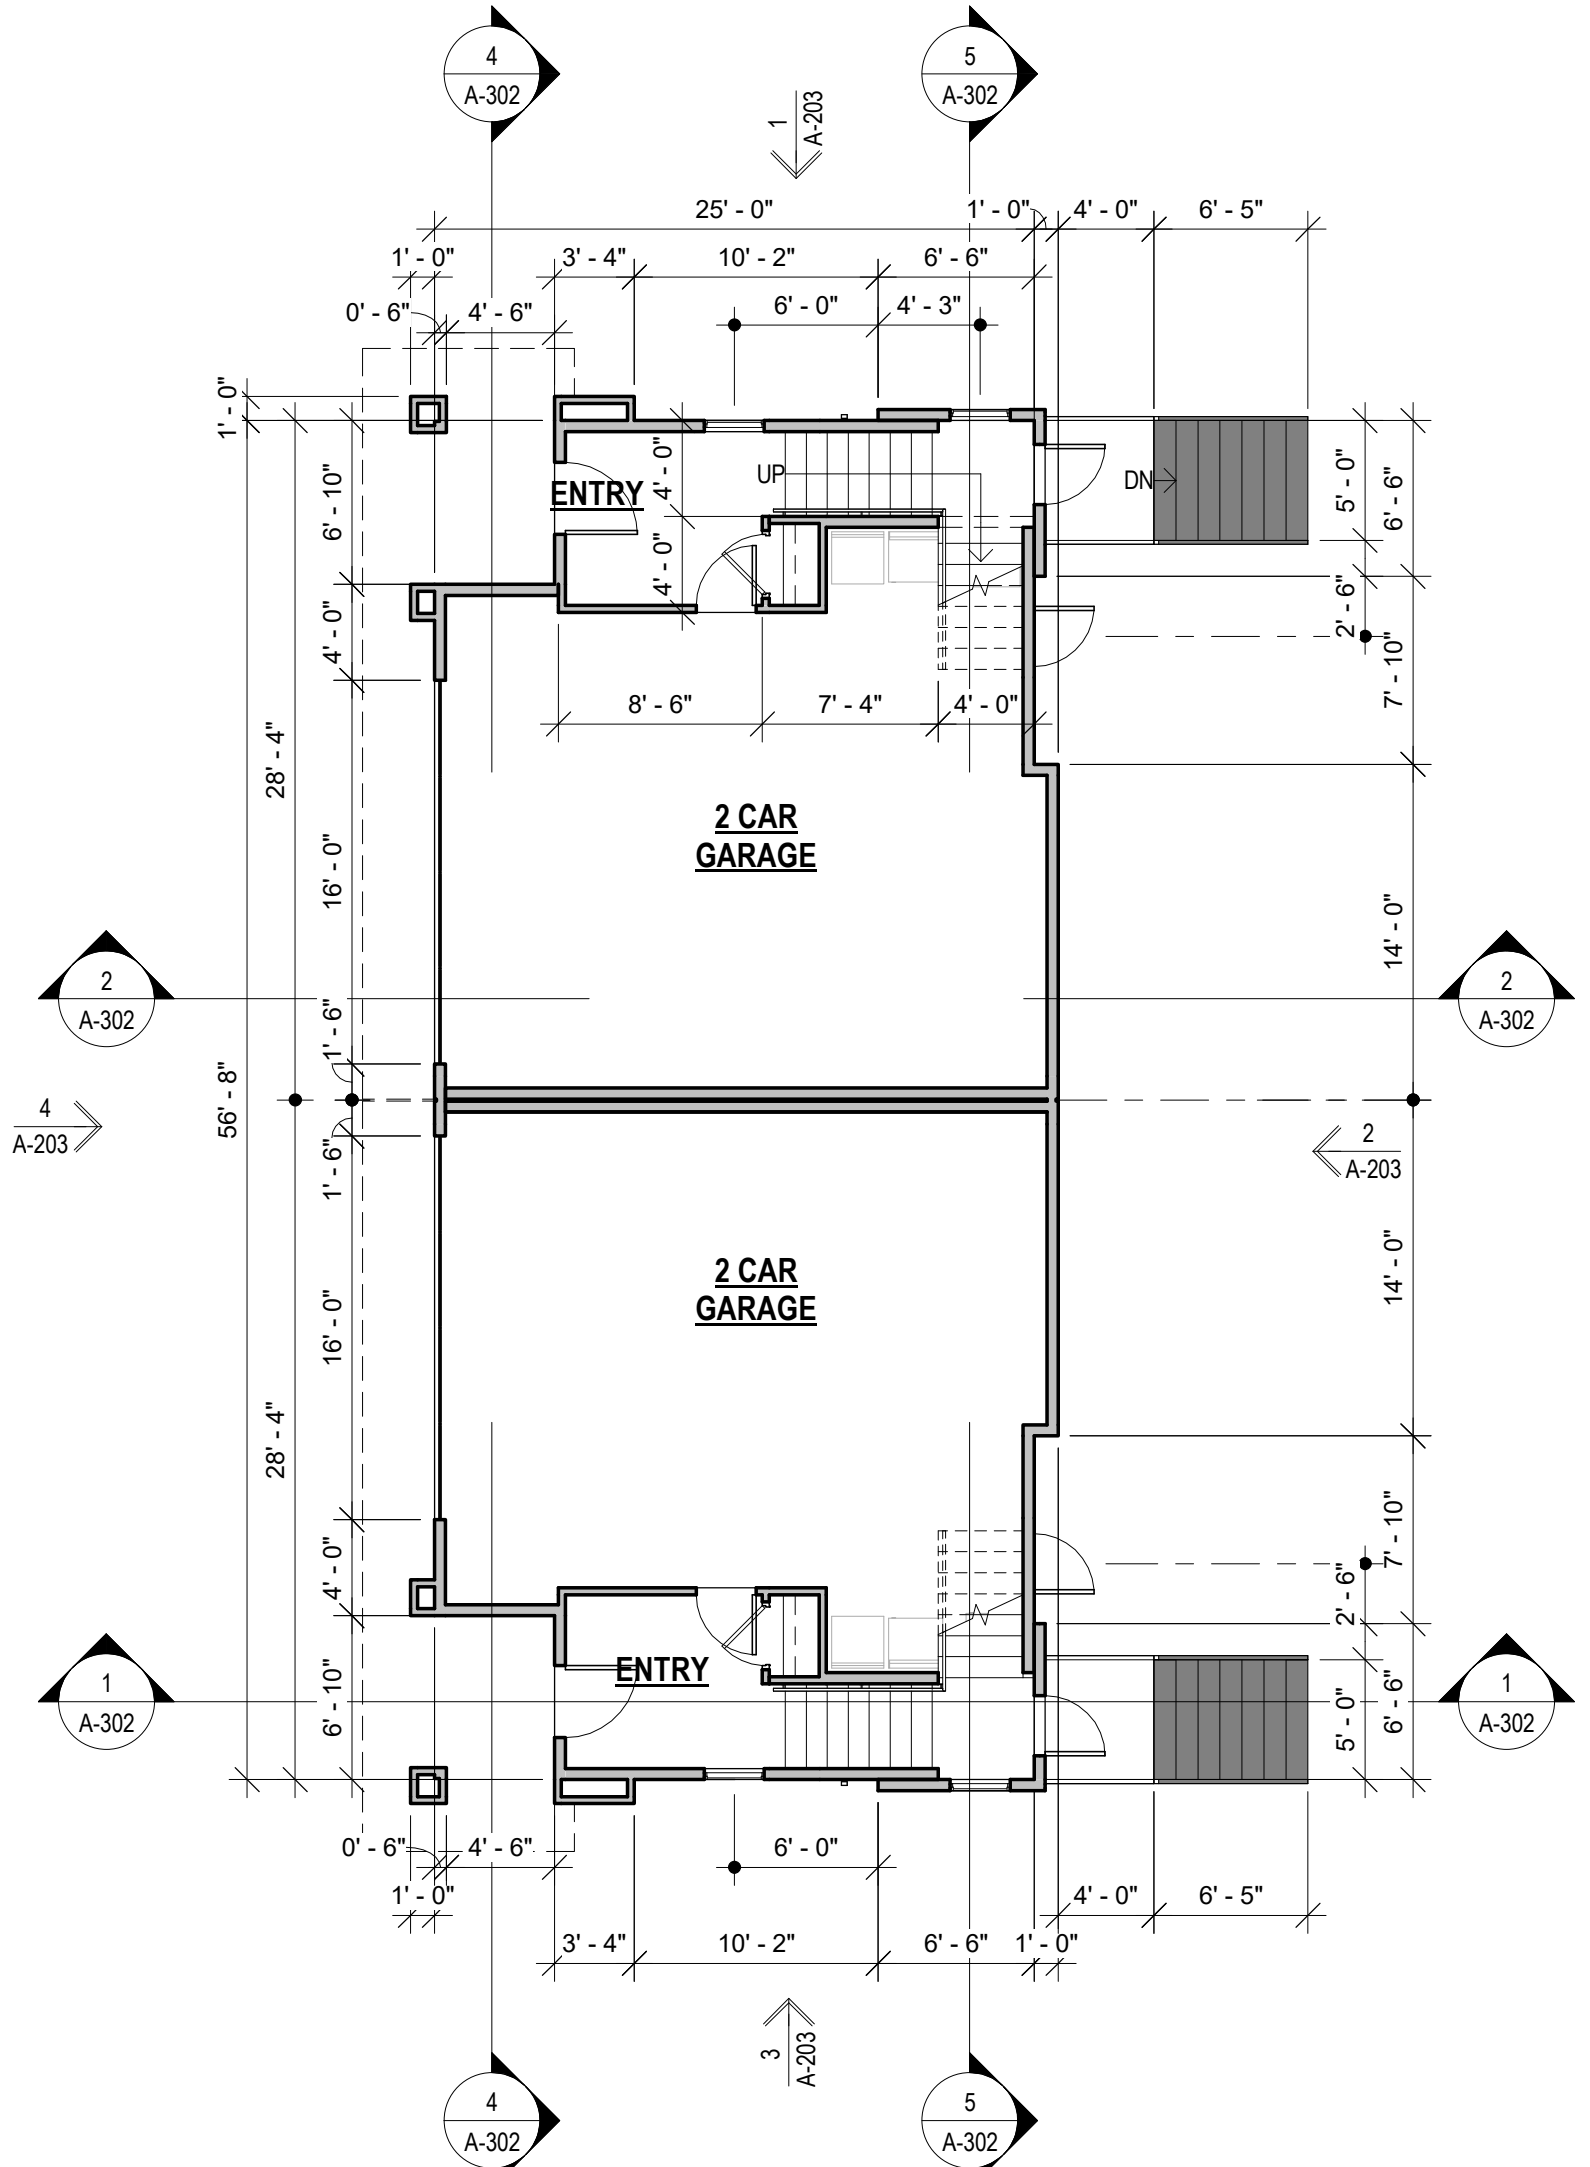 4
A-302
5
A-302
1
A-203
25' - 0"
1' - 0"
4' - 0"
6' - 5"
1' - 0"
3' - 4"
10' - 2"
6' - 6"
0' - 6"
4' - 6"
6' - 0"
4' - 3"
1' - 0"
6' - 10"
ENTRY
4' - 0"
UP
DN
5' - 0"
6' - 6"
4' - 0"
4' - 0"
2' - 6"
7' - 10"
8' - 6"
7' - 4"
4' - 0"
28' - 4"
2 CAR
GARAGE
16' - 0"
14' - 0"
2
A-302
2
A-302
1' - 6"
56' - 8"
4
A-203
2
A-203
1' - 6"
2 CAR
GARAGE
16' - 0"
14' - 0"
28' - 4"
7' - 10"
4' - 0"
2' - 6"
ENTRY
1
A-302
6' - 10"
5' - 0"
6' - 6"
1
A-302
0' - 6"
4' - 6"
6' - 0"
1' - 0"
4' - 0"
6' - 5"
3' - 4"
10' - 2"
6' - 6"
1' - 0"
3
A-203
4
A-302
5
A-302